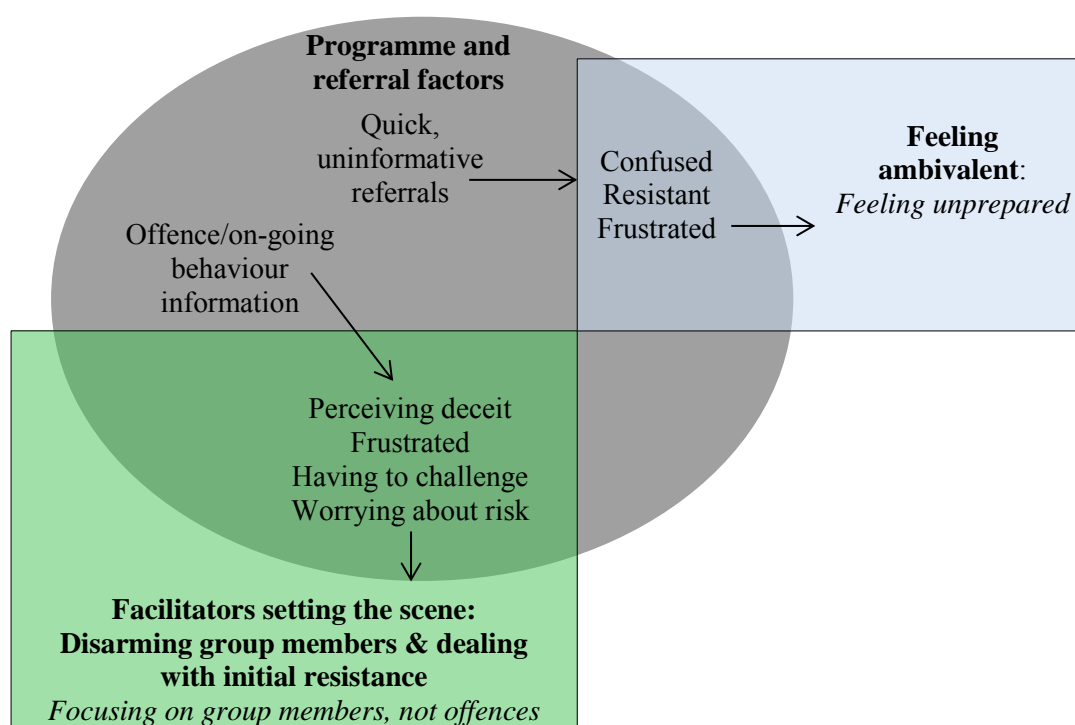 Programme and
referral factors
Quick,
uninformative
referrals
Confused
Resistant
Frustrated
Feeling
ambivalent:
Feeling unprepared
Offence/on-going
behaviour
information
Perceiving deceit
Frustrated
Having to challenge
Worrying about risk
Facilitators setting the scene:
Disarming group members & dealing
with initial resistance
Focusing on group members, not offences